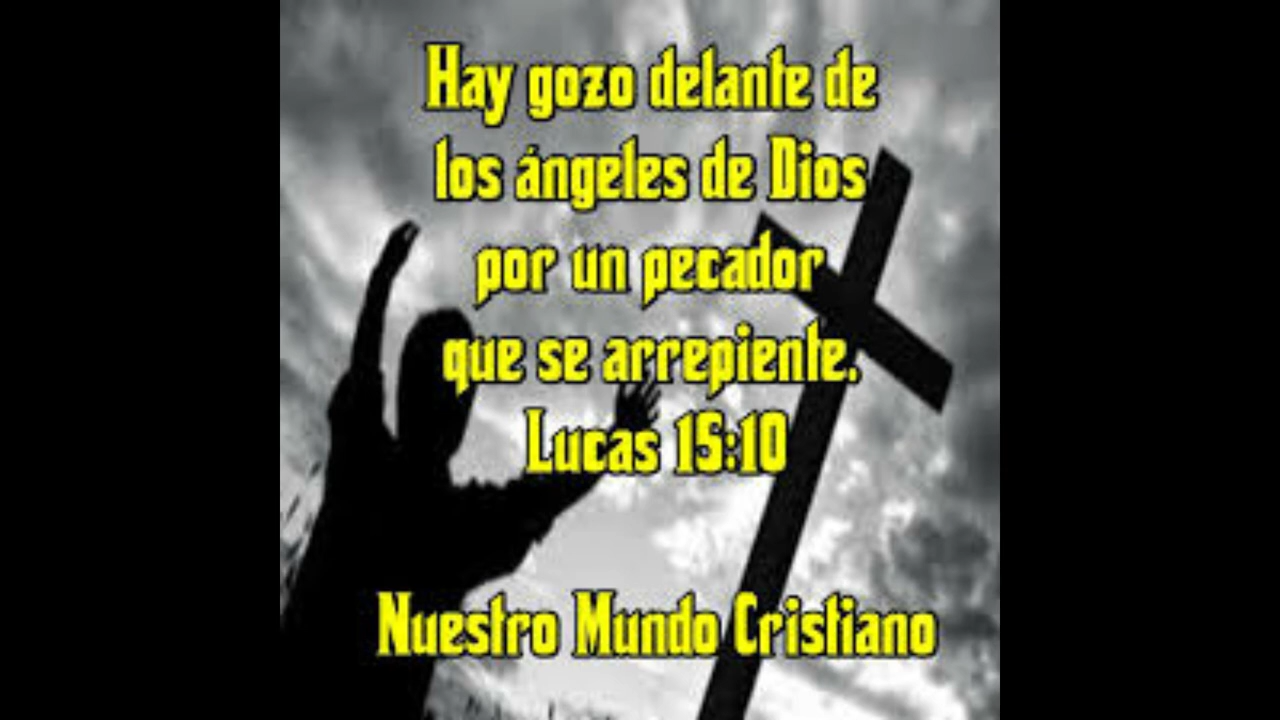 Hay gozo delante de
los ángeles de Dios
por un pecador
que se arrepiente.
Lucas 15:10
Nuestro Mundo Cristiano